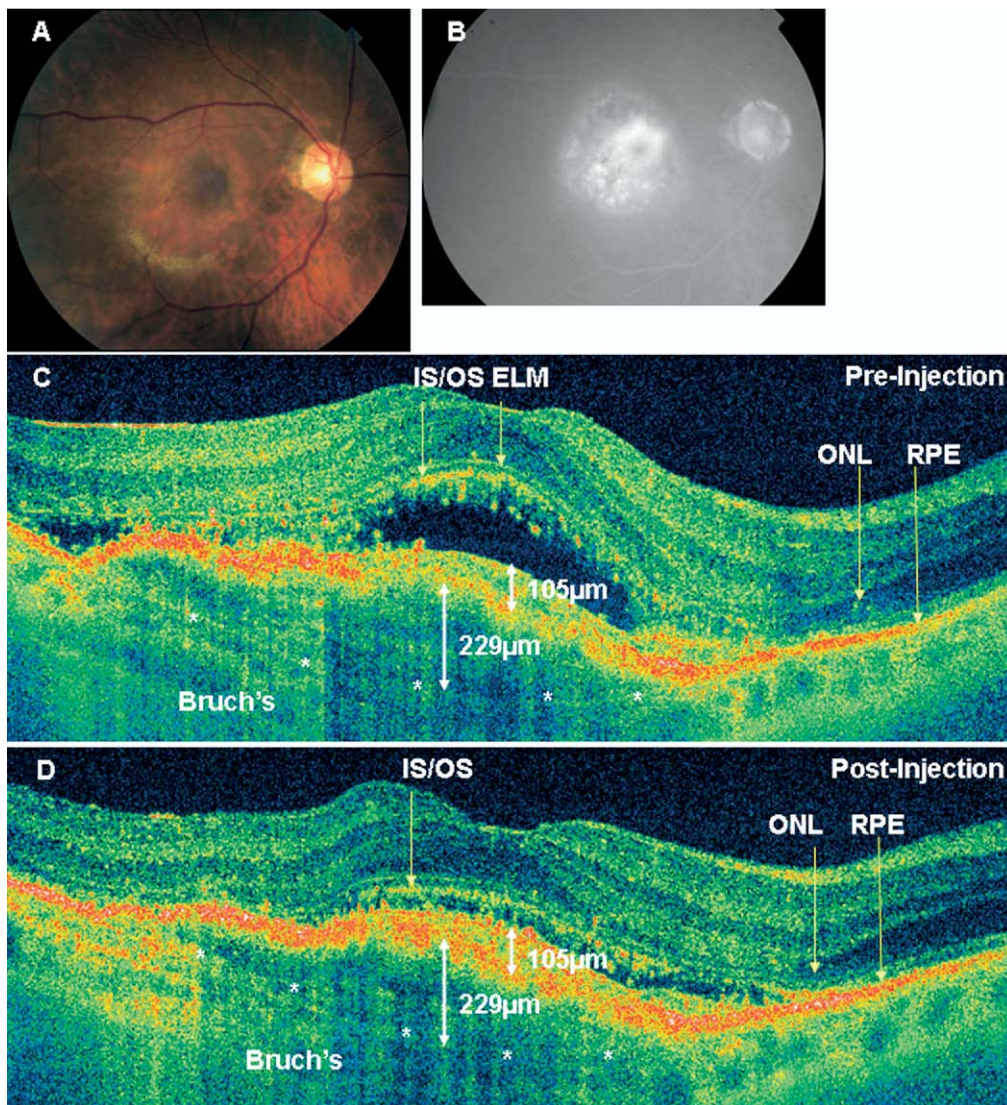 A
B
C
IS/OS ELM
Pre-Injection
ONL
RPE
105µm
229µm
*
*
*
*
*
Bruch's
D
IS/OS
Post-Injection
ONL
RPE
105µm
229µm
*
*
*
*
*
Bruch's